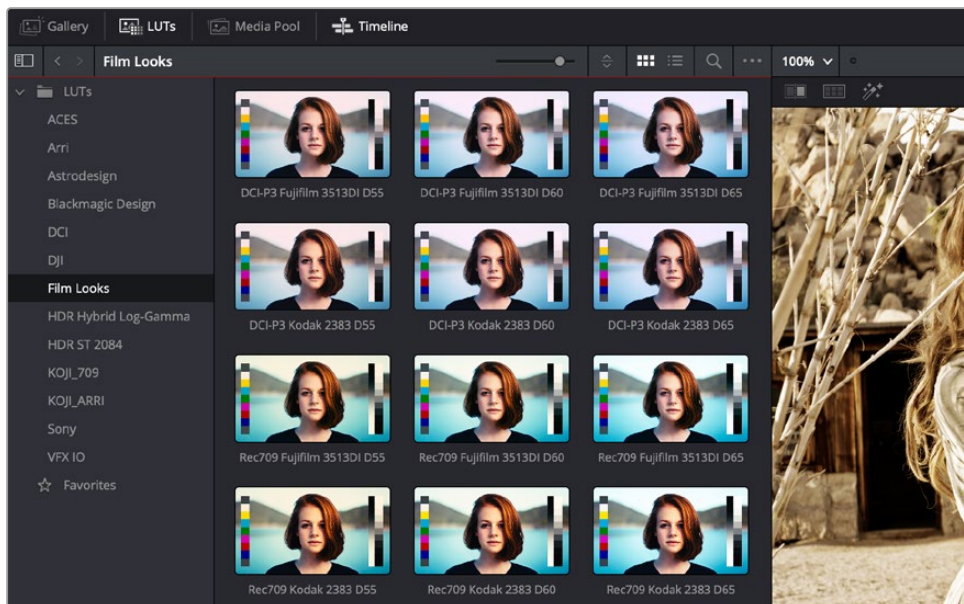 Gallery LUTs Media Pool Timeline
Film Looks 100%
LUTs
ACES
Arri
Astrodesign
Blackmagic Design
DCI
DJI
Film Looks
HDR Hybrid Log-Gamma
HDR ST 2084
KOJI_709
KOJI_ARRI
Sony
VFX IO
Favorites
DCI-P3 Fujifilm 3513DI D55 DCI-P3 Fujifilm 3513DI D60 DCI-P3 Fujifilm 3513DI D65
DCI-P3 Kodak 2383 D55 DCI-P3 Kodak 2383 D60 DCI-P3 Kodak 2383 D65
Rec709 Fujifilm 3513DI D55 Rec709 Fujifilm 3513DI D60 Rec709 Fujifilm 3513DI D65
Rec709 Kodak 2383 D55 Rec709 Kodak 2383 D60 Rec709 Kodak 2383 D65